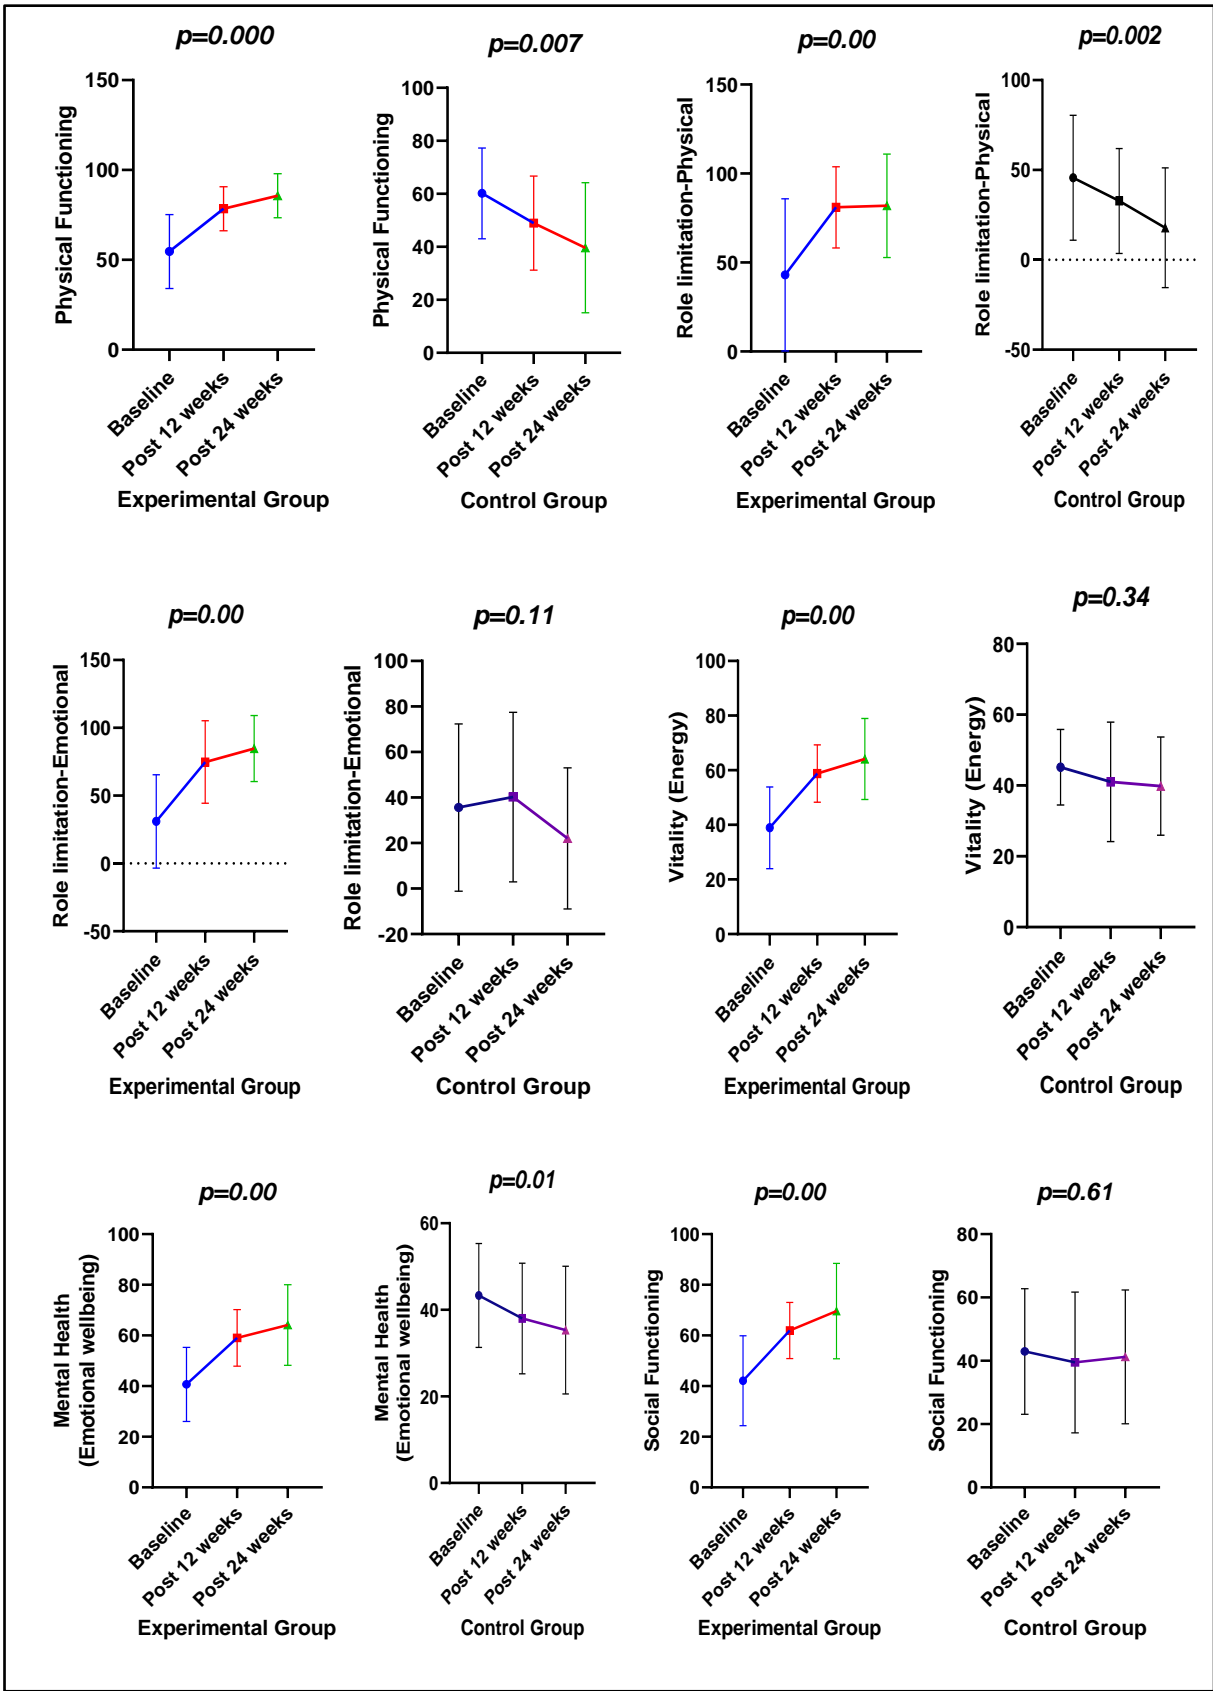 p=0.000
Physical Functioning
150
100
50
0
Baseline
Post 12 weeks
Post 24 weeks
Experimental Group
p=0.007
Physical Functioning
100
80
60
40
20
0
Baseline
Post 12 weeks
Post 24 weeks
Control Group
p=0.00
Role limitation-Physical
150
100
50
0
Baseline
Post 12 weeks
Post 24 weeks
Experimental Group
p=0.002
Role limitation-Physical
100
50
0
-50
Baseline
Post 12 weeks
Post 24 weeks
Control Group
p=0.00
Role limitation-Emotional
150
100
50
0
-50
Baseline
Post 12 weeks
Post 24 weeks
Experimental Group
p=0.11
Role limitation-Emotional
100
80
60
40
20
0
-20
Baseline
Post 12 weeks
Post 24 weeks
Control Group
p=0.00
Vitality (Energy)
100
80
60
40
20
0
Baseline
Post 12 weeks
Post 24 weeks
Experimental Group
p=0.34
Vitality (Energy)
80
60
40
20
0
Baseline
Post 12 weeks
Post 24 weeks
Control Group
p=0.00
Mental Health
(Emotional wellbeing)
100
80
60
40
20
0
Baseline
Post 12 weeks
Post 24 weeks
Experimental Group
p=0.01
Mental Health
(Emotional wellbeing)
60
40
20
0
Baseline
Post 12 weeks
Post 24 weeks
Control Group
p=0.00
Social Functioning
100
80
60
40
20
0
Baseline
Post 12 weeks
Post 24 weeks
Experimental Group
p=0.61
Social Functioning
80
60
40
20
0
Baseline
Post 12 weeks
Post 24 weeks
Control Group